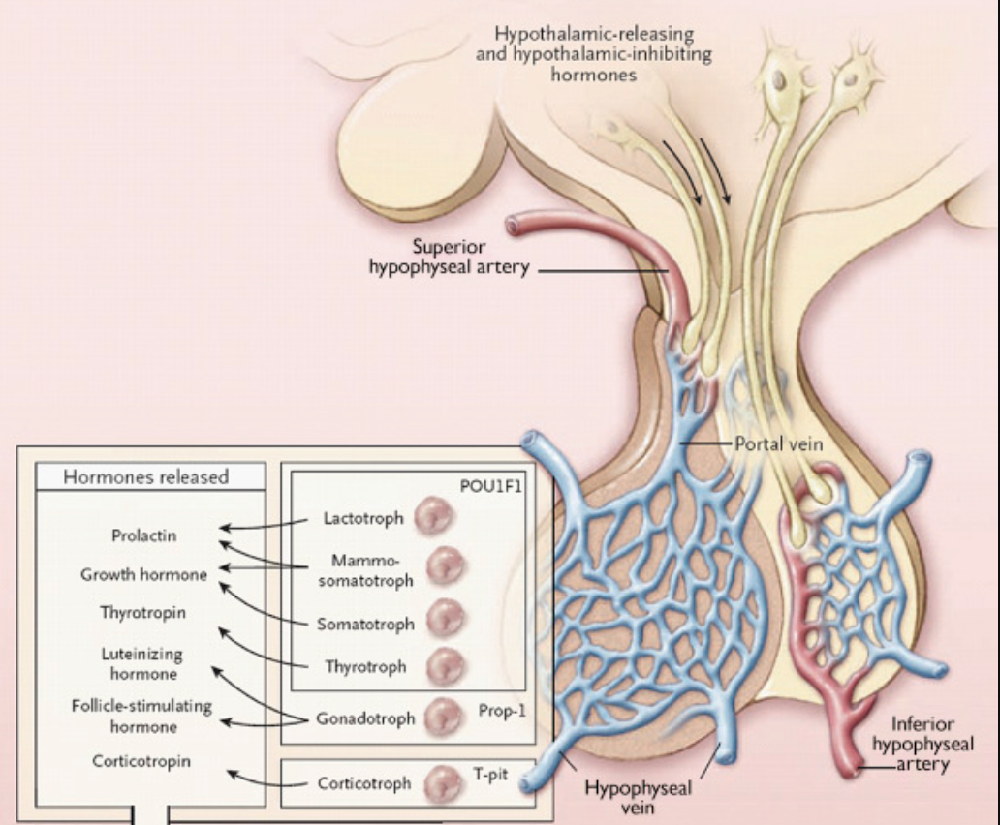 Hypothalamic-releasing
and hypothalamic-inhibiting
hormones
Superior
hypophyseal artery
Portal vein
Hormones released
POU1F1
Prolactin
Growth hormone
Thyrotropin
Luteinizing
hormone
Follicle-stimulating
hormone
Corticotropin
Lactotroph
Mammo-
somatotroph
Somatotroph
Thyrotroph
Gonadotroph
Prop-1
Corticotroph
T-pit
Hypophyseal
vein
Inferior
hypophyseal
artery